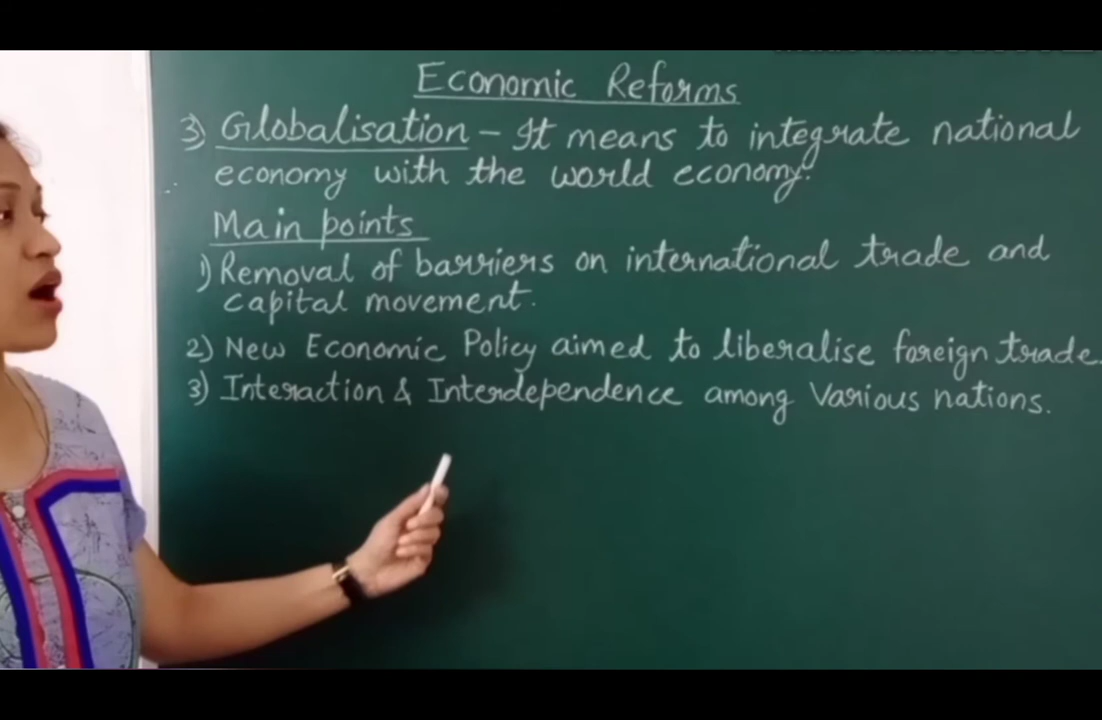 Economic Reforms
3) Globalisation - It means to integrate national
economy with the world economy.
Main points
1) Removal of barriers on international trade and
capital movement.
2) New Economic Policy aimed to liberalise foreign trade.
3) Interaction & Interdependence among Various nations.